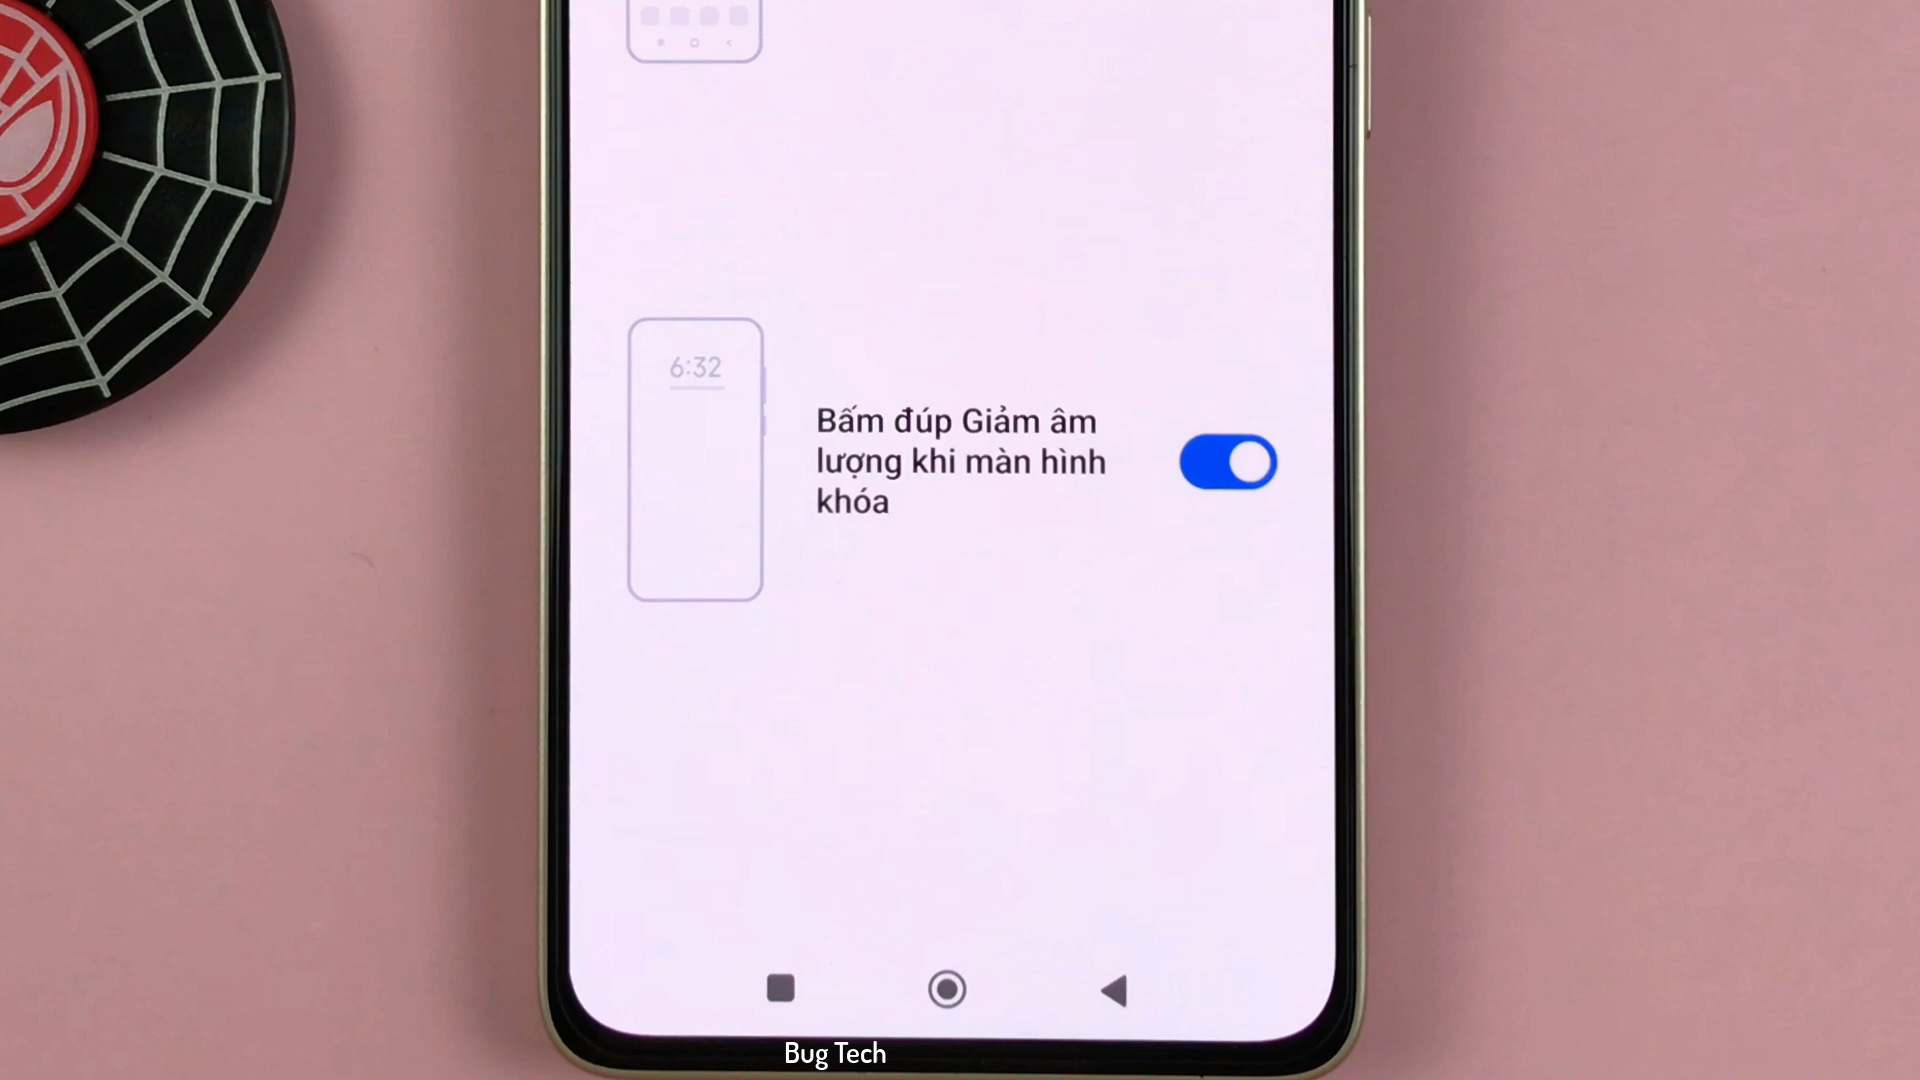 6:32
Bấm đúp Giảm âm
lượng khi màn hình
khóa
Bug Tech